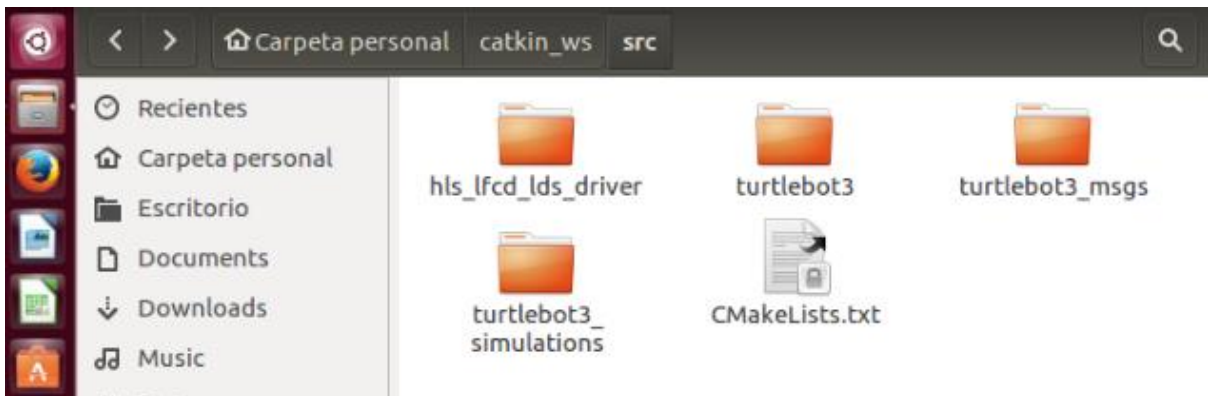 Carpeta personal catkin_ws src
Recientes
Carpeta personal
Escritorio
Documents
Downloads
Music
hls_lfcd_lds_driver turtlebot3 turtlebot3_msgs
turtlebot3_
simulations
CMakeLists.txt